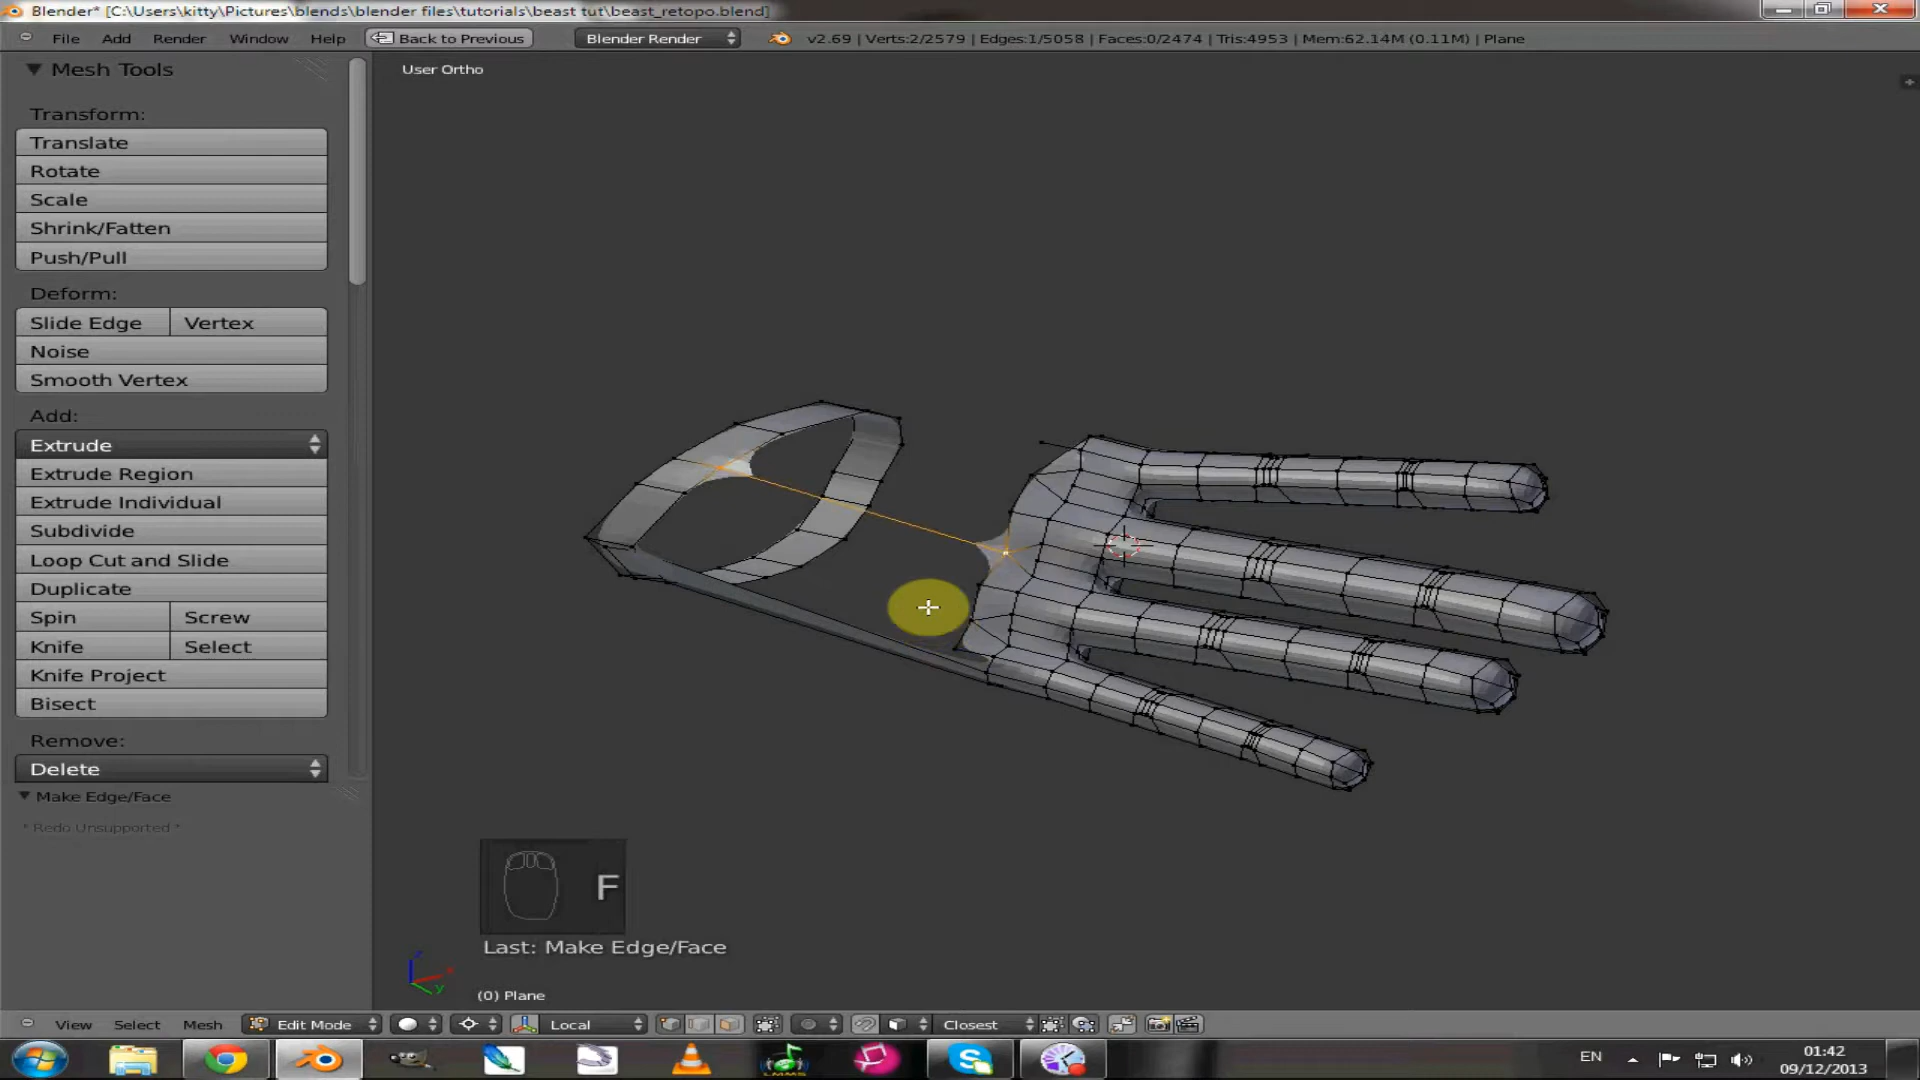 Blender* [C:\Users\kitty\Pictures\blends\blender files\tutorials\beast tut\beast_retopo.blend]
File Add Render Window Help Back to Previous Blender Render v2.69 | Verts:2/2579 | Edges:1/5058 | Faces:0/2474 | Tris:4953 | Mem:62.14M (0.11M) | Plane
Mesh Tools
User Ortho
Transform:
Translate
Rotate
Scale
Shrink/Fatten
Push/Pull
Deform:
Slide Edge Vertex
Noise
Smooth Vertex
Add:
Extrude
Extrude Region
Extrude Individual
Subdivide
Loop Cut and Slide
Duplicate
Spin Screw
Knife Select
Knife Project
Bisect
Remove:
Delete
Make Edge/Face
* Redo Unsupported *
F
Last: Make Edge/Face
(0) Plane
View Select Mesh Edit Mode Local Closest
EN
01:42
09/12/2013
LMMS